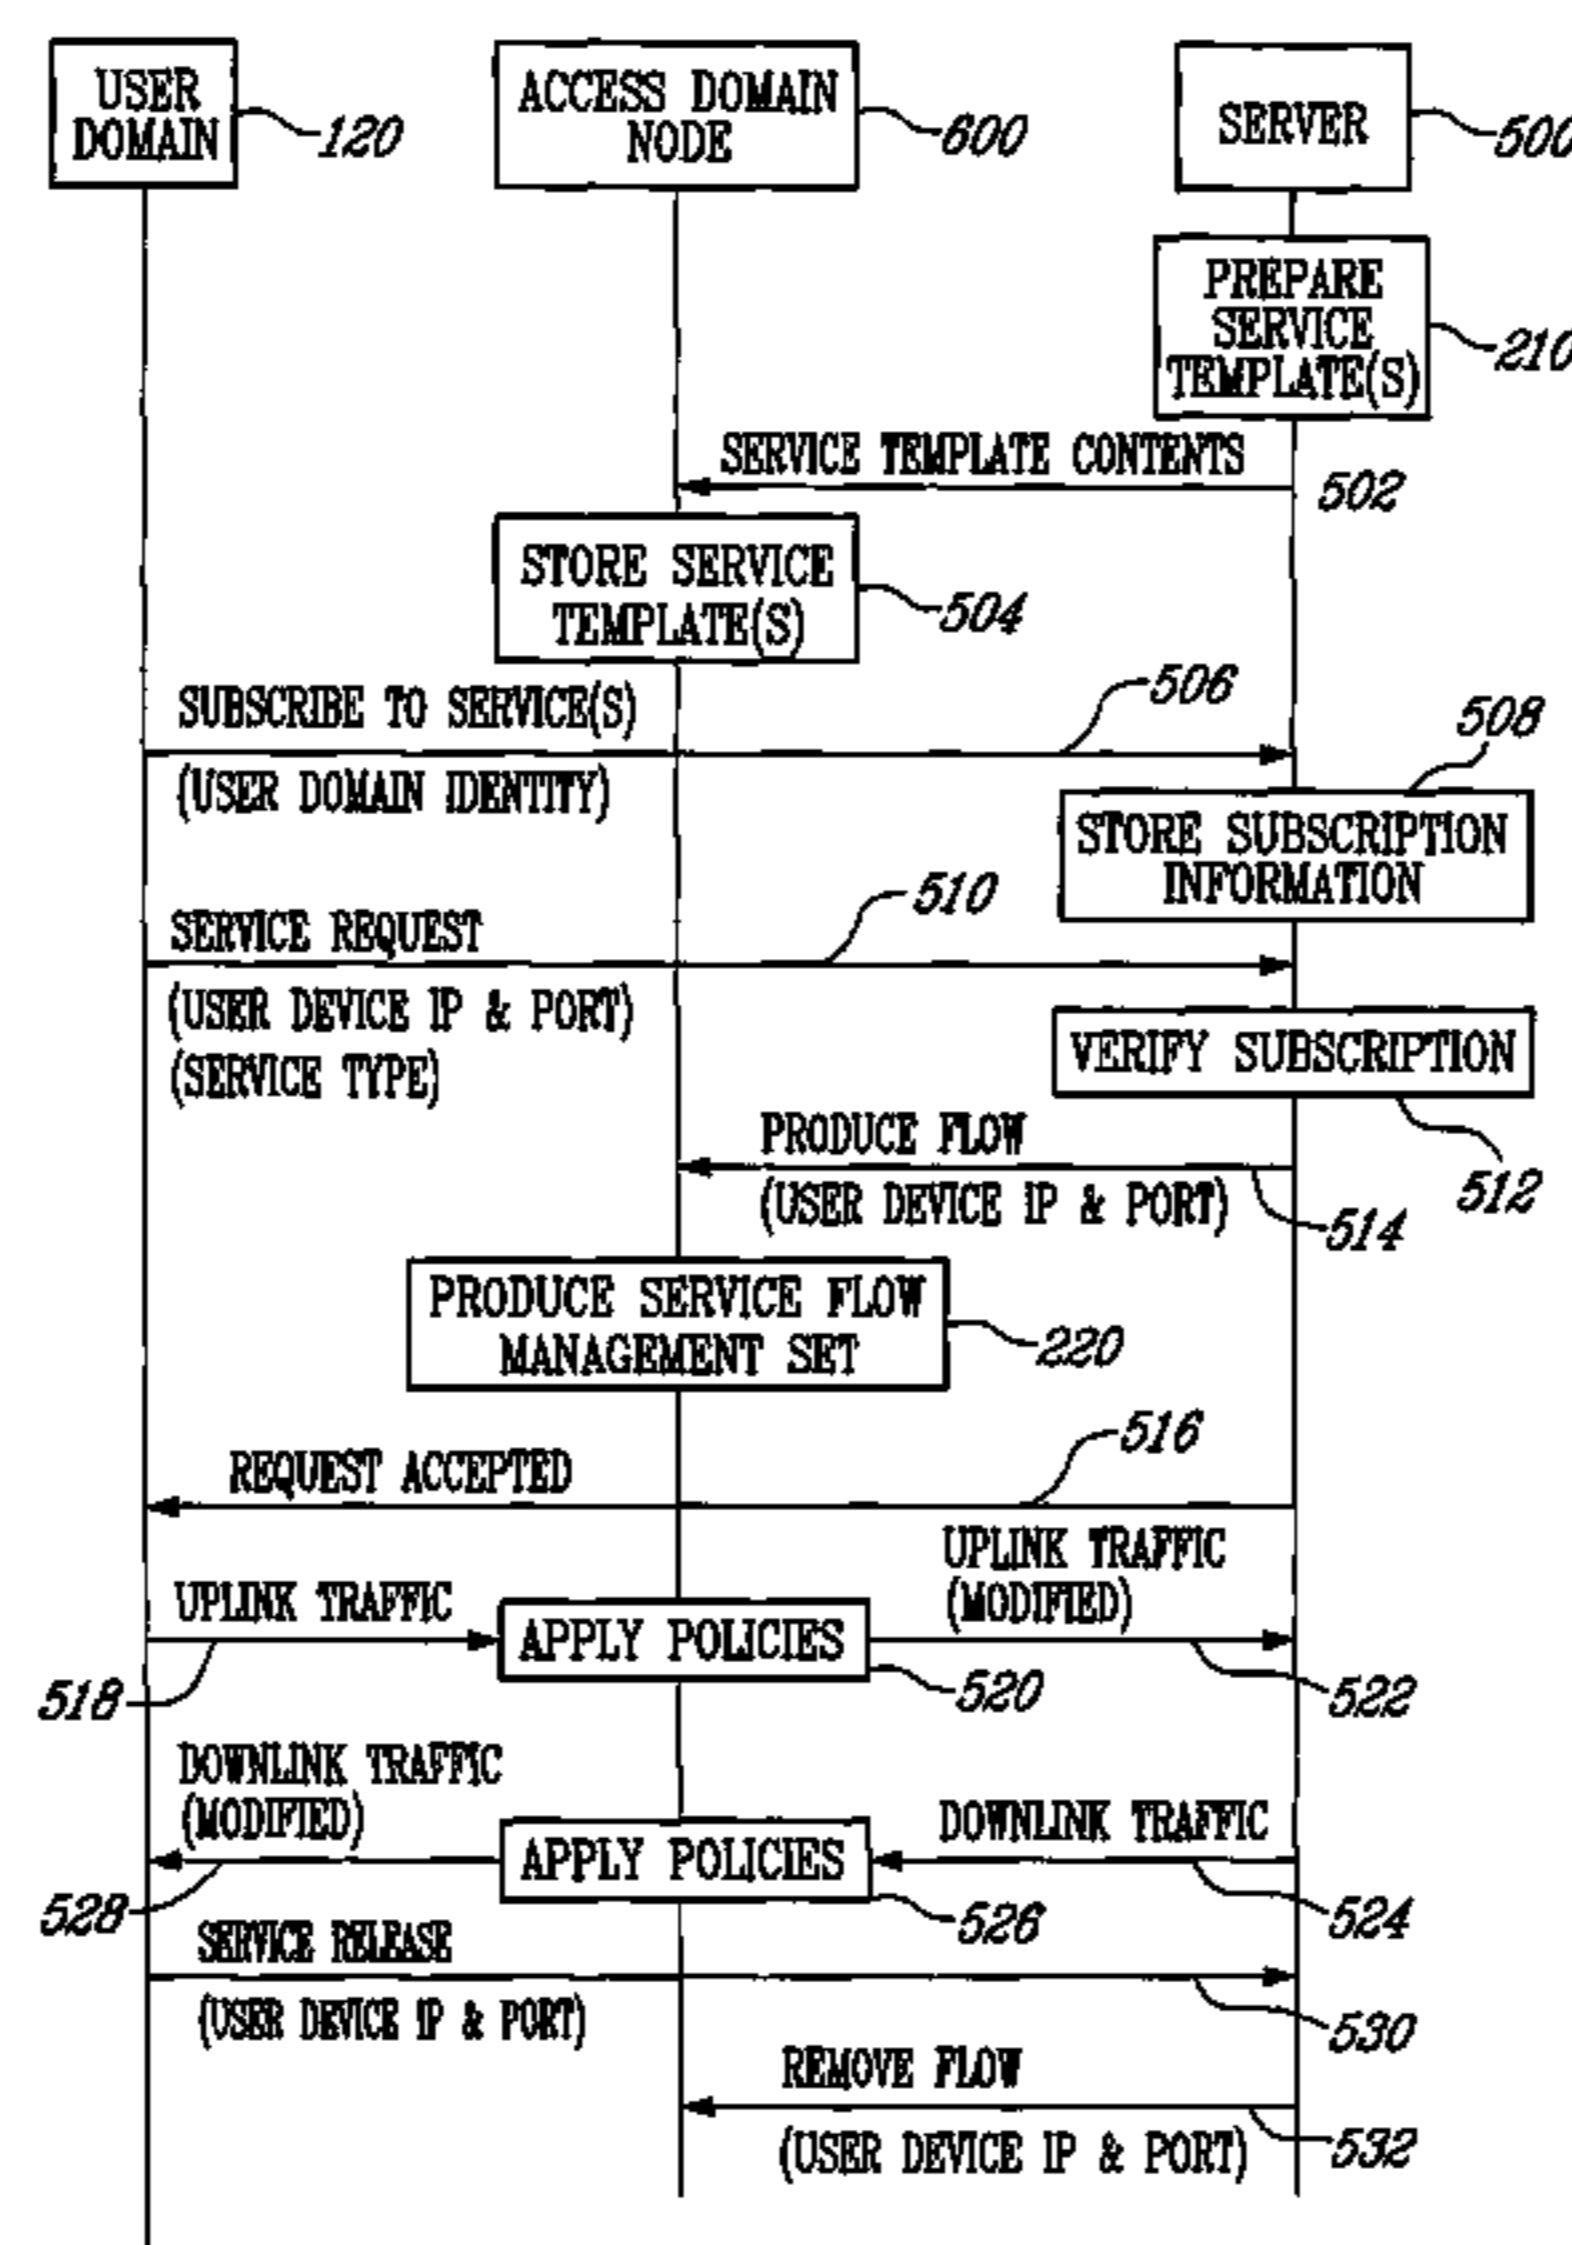 USER
DOMAIN
120
ACCESS DOMAIN
NODE
600
SERVER
500
PREPARE
SERVICE
TEMPLATE(S)
210
SERVICE TEMPLATE CONTENTS
502
STORE SERVICE
TEMPLATE(S)
504
SUBSCRIBE TO SERVICE(S)
506
(USER DOMAIN IDENTITY)
508
STORE SUBSCRIPTION
INFORMATION
SERVICE REQUEST
510
(USER DEVICE IP & PORT)
(SERVICE TYPE)
VERIFY SUBSCRIPTION
512
PRODUCE FLOW
(USER DEVICE IP & PORT)
514
PRODUCE SERVICE FLOW
MANAGEMENT SET
220
REQUEST ACCEPTED
516
UPLINK TRAFFIC
518
APPLY POLICIES
520
UPLINK TRAFFIC
(MODIFIED)
522
DOWNLINK TRAFFIC
(MODIFIED)
528
APPLY POLICIES
526
DOWNLINK TRAFFIC
524
SERVICE RELEASE
(USER DEVICE IP & PORT)
530
REMOVE FLOW
(USER DEVICE IP & PORT)
532